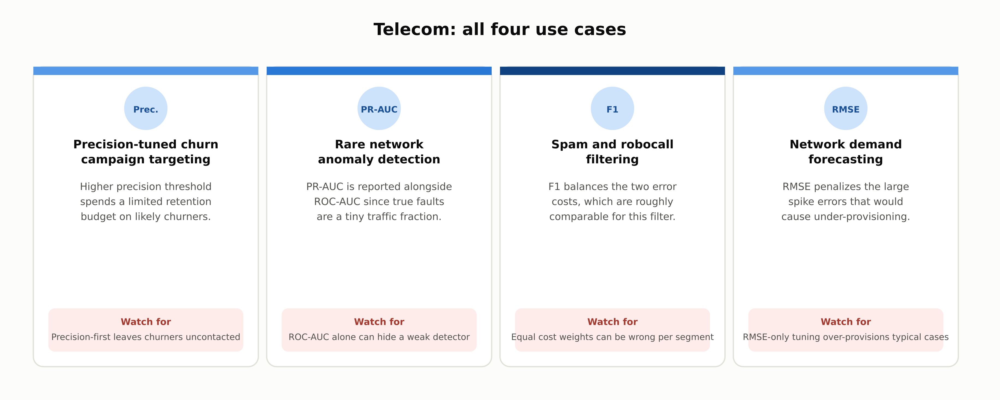 Telecom: all four use cases
Prec.
Precision-tuned churn
campaign targeting
Higher precision threshold
spends a limited retention
budget on likely churners.
Watch for
Precision-first leaves churners uncontacted
PR-AUC
Rare network
anomaly detection
PR-AUC is reported alongside
ROC-AUC since true faults
are a tiny traffic fraction.
Watch for
ROC-AUC alone can hide a weak detector
F1
Spam and robocall
filtering
F1 balances the two error
costs, which are roughly
comparable for this filter.
Watch for
Equal cost weights can be wrong per segment
RMSE
Network demand
forecasting
RMSE penalizes the large
spike errors that would
cause under-provisioning.
Watch for
RMSE-only tuning over-provisions typical cases